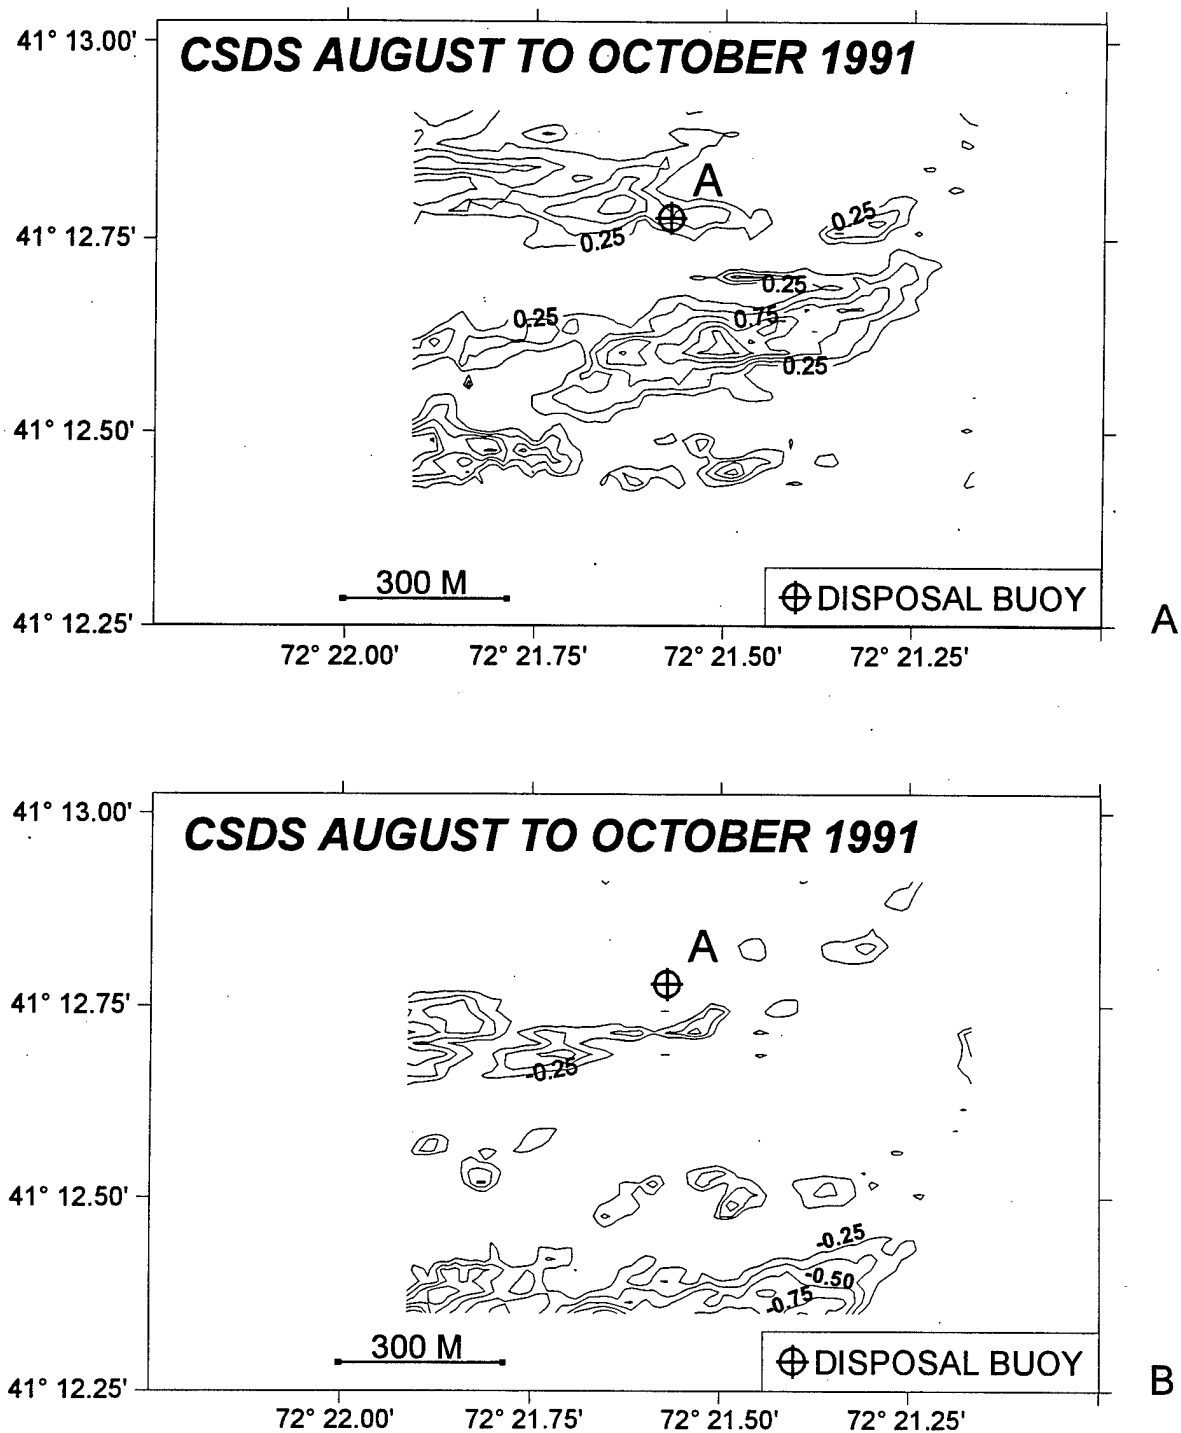 CSDS AUGUST TO OCTOBER 1991
41° 13.00'
A
0.25
41° 12.75'
0.25
0.25
0.25
0.75
0.25
41° 12.50'
300 M
DISPOSAL BUOY
41° 12.25'
A
72° 22.00' 72° 21.75' 72° 21.50' 72° 21.25'
41° 13.00'
CSDS AUGUST TO OCTOBER 1991
A
41° 12.75'
-0.25
41° 12.50'
-0.25
-0.50
-0.75
300 M
DISPOSAL BUOY
41° 12.25'
B
72° 22.00' 72° 21.75' 72° 21.50' 72° 21.25'